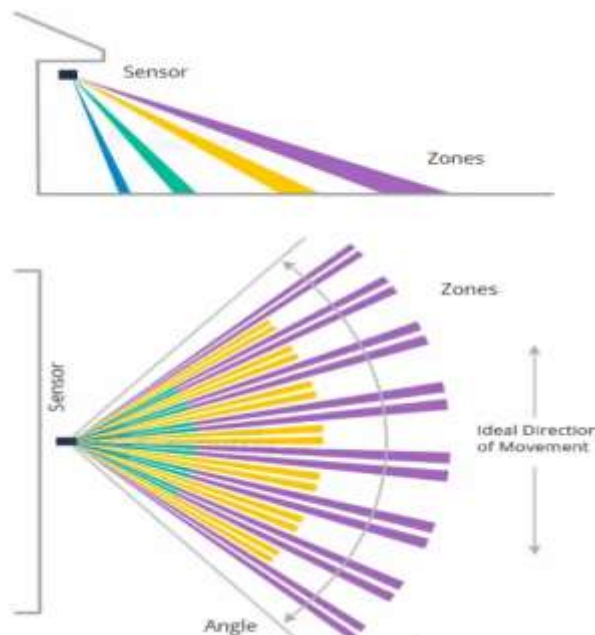 Sensor
Zones
Zones
Sensor
Ideal Direction
of Movement
Angle